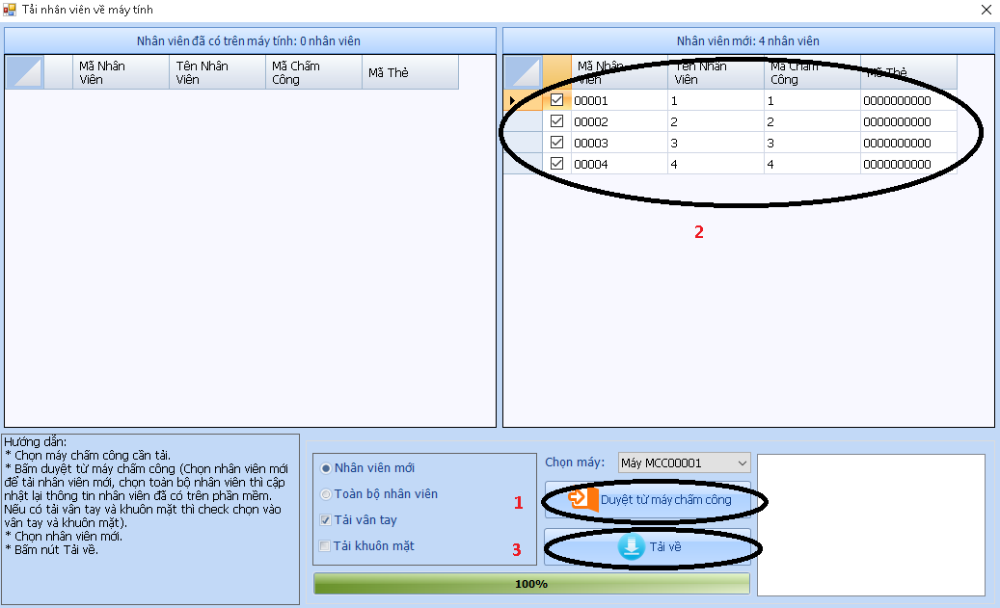 Tải nhân viên về máy tính
Nhân viên đã có trên máy tính: 0 nhân viên
Mã Nhân Viên
Tên Nhân Viên
Mã Chấm Công
Mã Thẻ
Nhân viên mới: 4 nhân viên
Mã Nhân Viên
Tên Nhân Viên
Mã Chấm Công
Mã Thẻ
00001 1 1 0000000000
00002 2 2 0000000000
00003 3 3 0000000000
00004 4 4 0000000000
2
Hướng dẫn:
* Chọn máy chấm công cần tải.
* Bấm duyệt từ máy chấm công (Chọn nhân viên mới
để tải nhân viên mới, chọn toàn bộ nhân viên thì cập
nhật lại thông tin nhân viên đã có trên phần mềm.
Nếu có tải vân tay và khuôn mặt thì check chọn vào
vân tay và khuôn mặt).
* Chọn nhân viên mới.
* Bấm nút Tải về.
Nhân viên mới
Toàn bộ nhân viên
Tải vân tay
Tải khuôn mặt
Chọn máy: Máy MCC00001
1 Duyệt từ máy chấm công
3 Tải về
100%